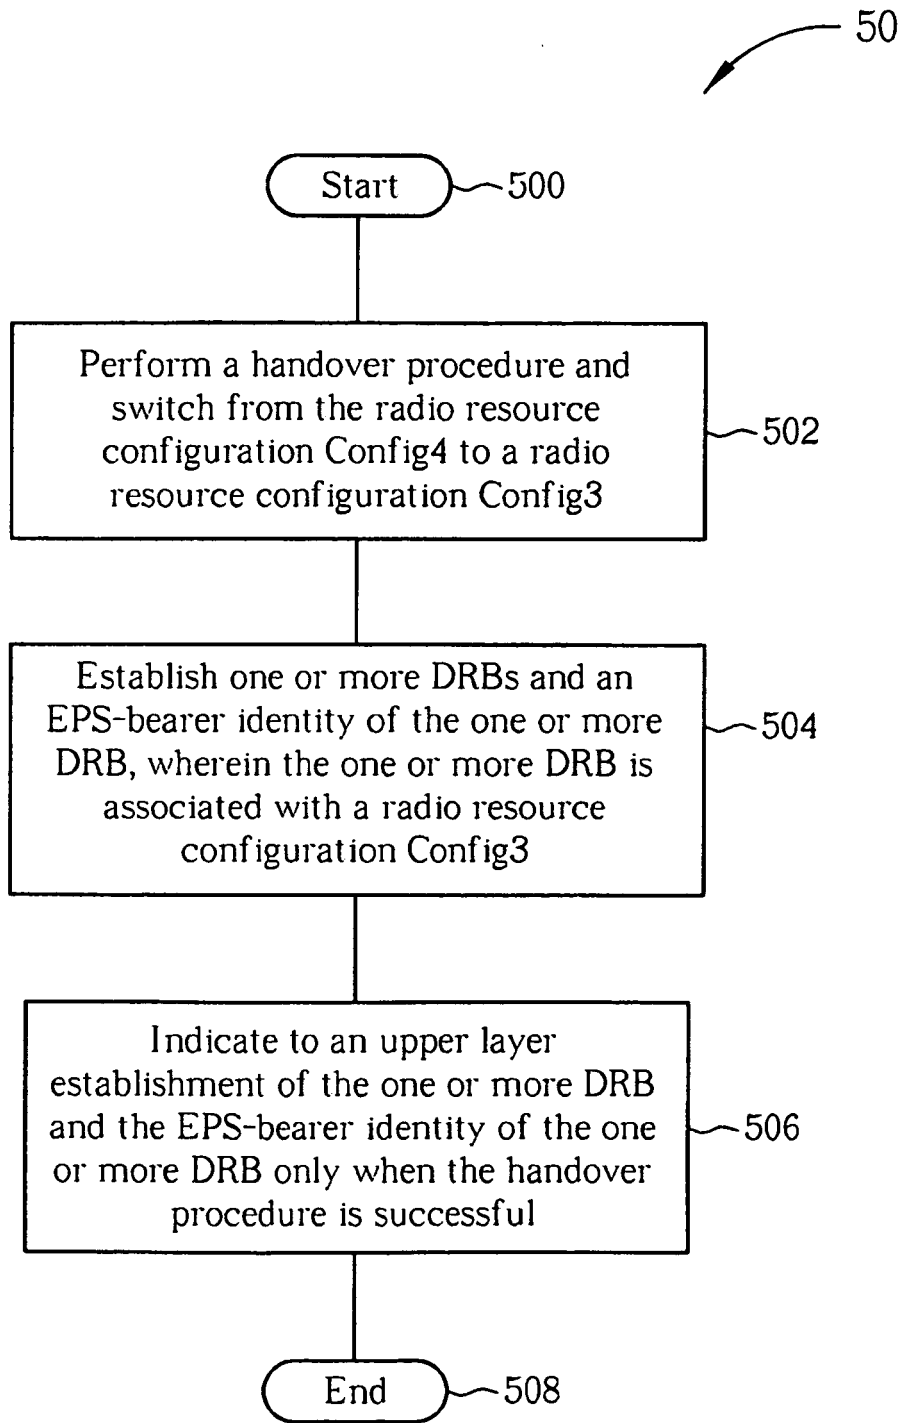 50
Start
500
Perform a handover procedure and
switch from the radio resource
configuration Config4 to a radio
resource configuration Config3
502
Establish one or more DRBs and an
EPS-bearer identity of the one or more
DRB, wherein the one or more DRB is
associated with a radio resource
configuration Config3
504
Indicate to an upper layer
establishment of the one or more DRB
and the EPS-bearer identity of the one
or more DRB only when the handover
procedure is successful
506
End
508